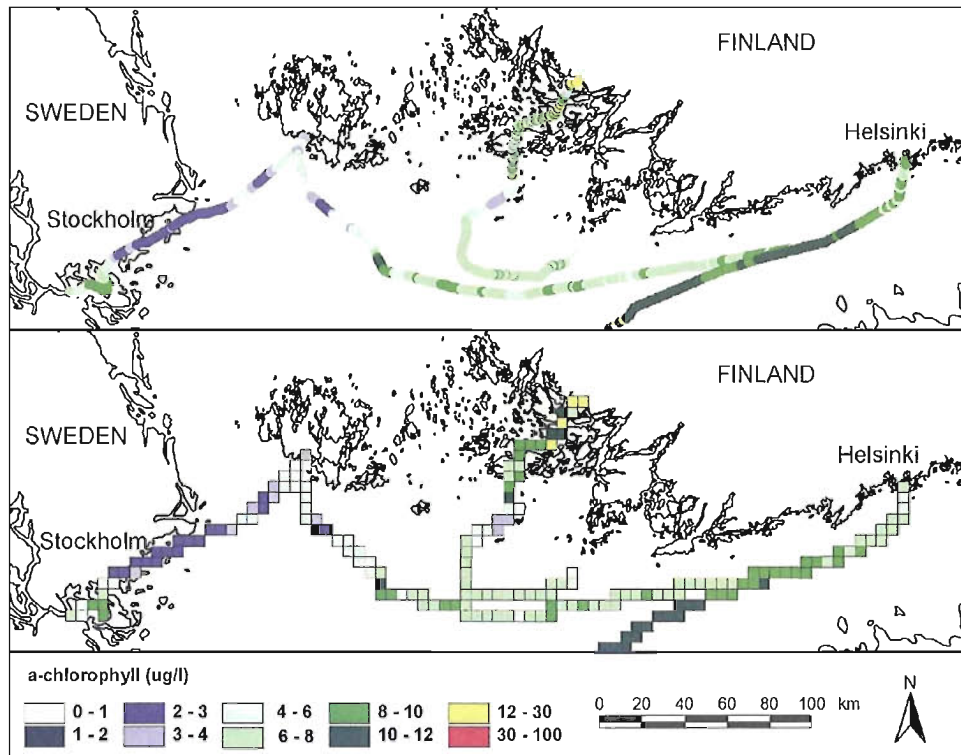 FINLAND
SWEDEN
Helsinki
Stockholm
FINLAND
SWEDEN
Helsinki
Stockholm
a-chlorophyll (ug/l)
0 - 1 2 - 3 4 - 6 8 - 10 12 - 30
1 - 2 3 - 4 6 - 8 10 - 12 30 - 100
0 20 40 60 80 100 km
N